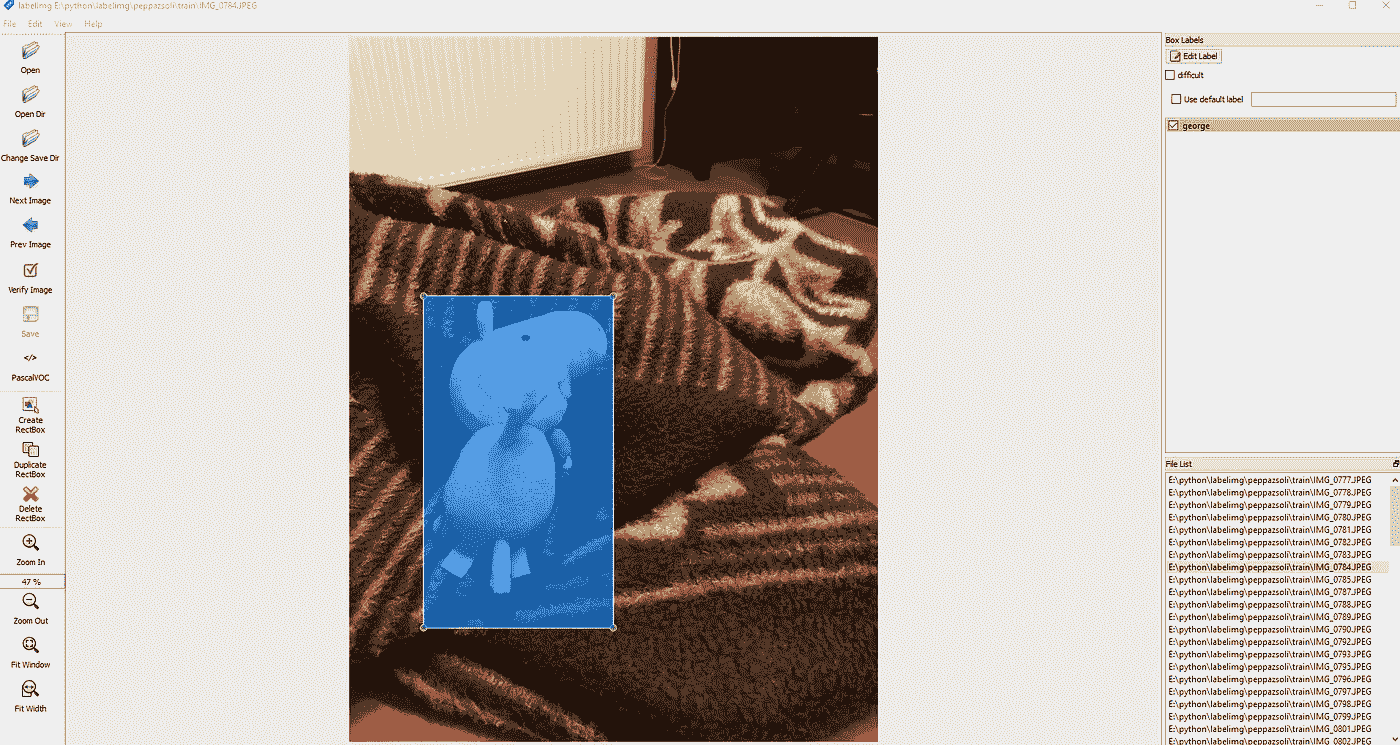 labelImg E:\python\labelimg\peppazsoli\train\IMG_0784.JPEG
File Edit View Help
Open
Open Dir
Change Save Dir
Next Image
Prev Image
Verify Image
Save
</>
PascalVOC
Create
RectBox
Duplicate
RectBox
Delete
RectBox
Zoom In
47 %
Zoom Out
Fit Window
Fit Width
Box Labels
Edit Label
difficult
Use default label
george
File List
E:\python\labelimg\peppazsoli\train\IMG_0777.JPEG
E:\python\labelimg\peppazsoli\train\IMG_0778.JPEG
E:\python\labelimg\peppazsoli\train\IMG_0779.JPEG
E:\python\labelimg\peppazsoli\train\IMG_0780.JPEG
E:\python\labelimg\peppazsoli\train\IMG_0781.JPEG
E:\python\labelimg\peppazsoli\train\IMG_0782.JPEG
E:\python\labelimg\peppazsoli\train\IMG_0783.JPEG
E:\python\labelimg\peppazsoli\train\IMG_0784.JPEG
E:\python\labelimg\peppazsoli\train\IMG_0785.JPEG
E:\python\labelimg\peppazsoli\train\IMG_0787.JPEG
E:\python\labelimg\peppazsoli\train\IMG_0788.JPEG
E:\python\labelimg\peppazsoli\train\IMG_0789.JPEG
E:\python\labelimg\peppazsoli\train\IMG_0790.JPEG
E:\python\labelimg\peppazsoli\train\IMG_0792.JPEG
E:\python\labelimg\peppazsoli\train\IMG_0793.JPEG
E:\python\labelimg\peppazsoli\train\IMG_0795.JPEG
E:\python\labelimg\peppazsoli\train\IMG_0796.JPEG
E:\python\labelimg\peppazsoli\train\IMG_0797.JPEG
E:\python\labelimg\peppazsoli\train\IMG_0798.JPEG
E:\python\labelimg\peppazsoli\train\IMG_0799.JPEG
E:\python\labelimg\peppazsoli\train\IMG_0801.JPEG
E:\python\labelimg\peppazsoli\train\IMG_0802.JPEG